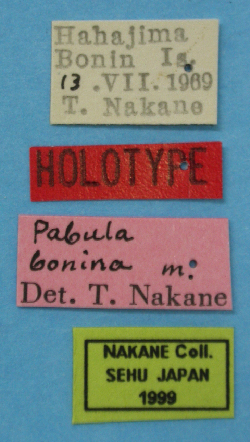 Hahajima
Bonin Is.
13 .VII. 1969
T. Nakane
HOLOTYPE
Pabula
bonina m.
Det. T. Nakane
NAKANE Coll.
SEHU JAPAN
1999